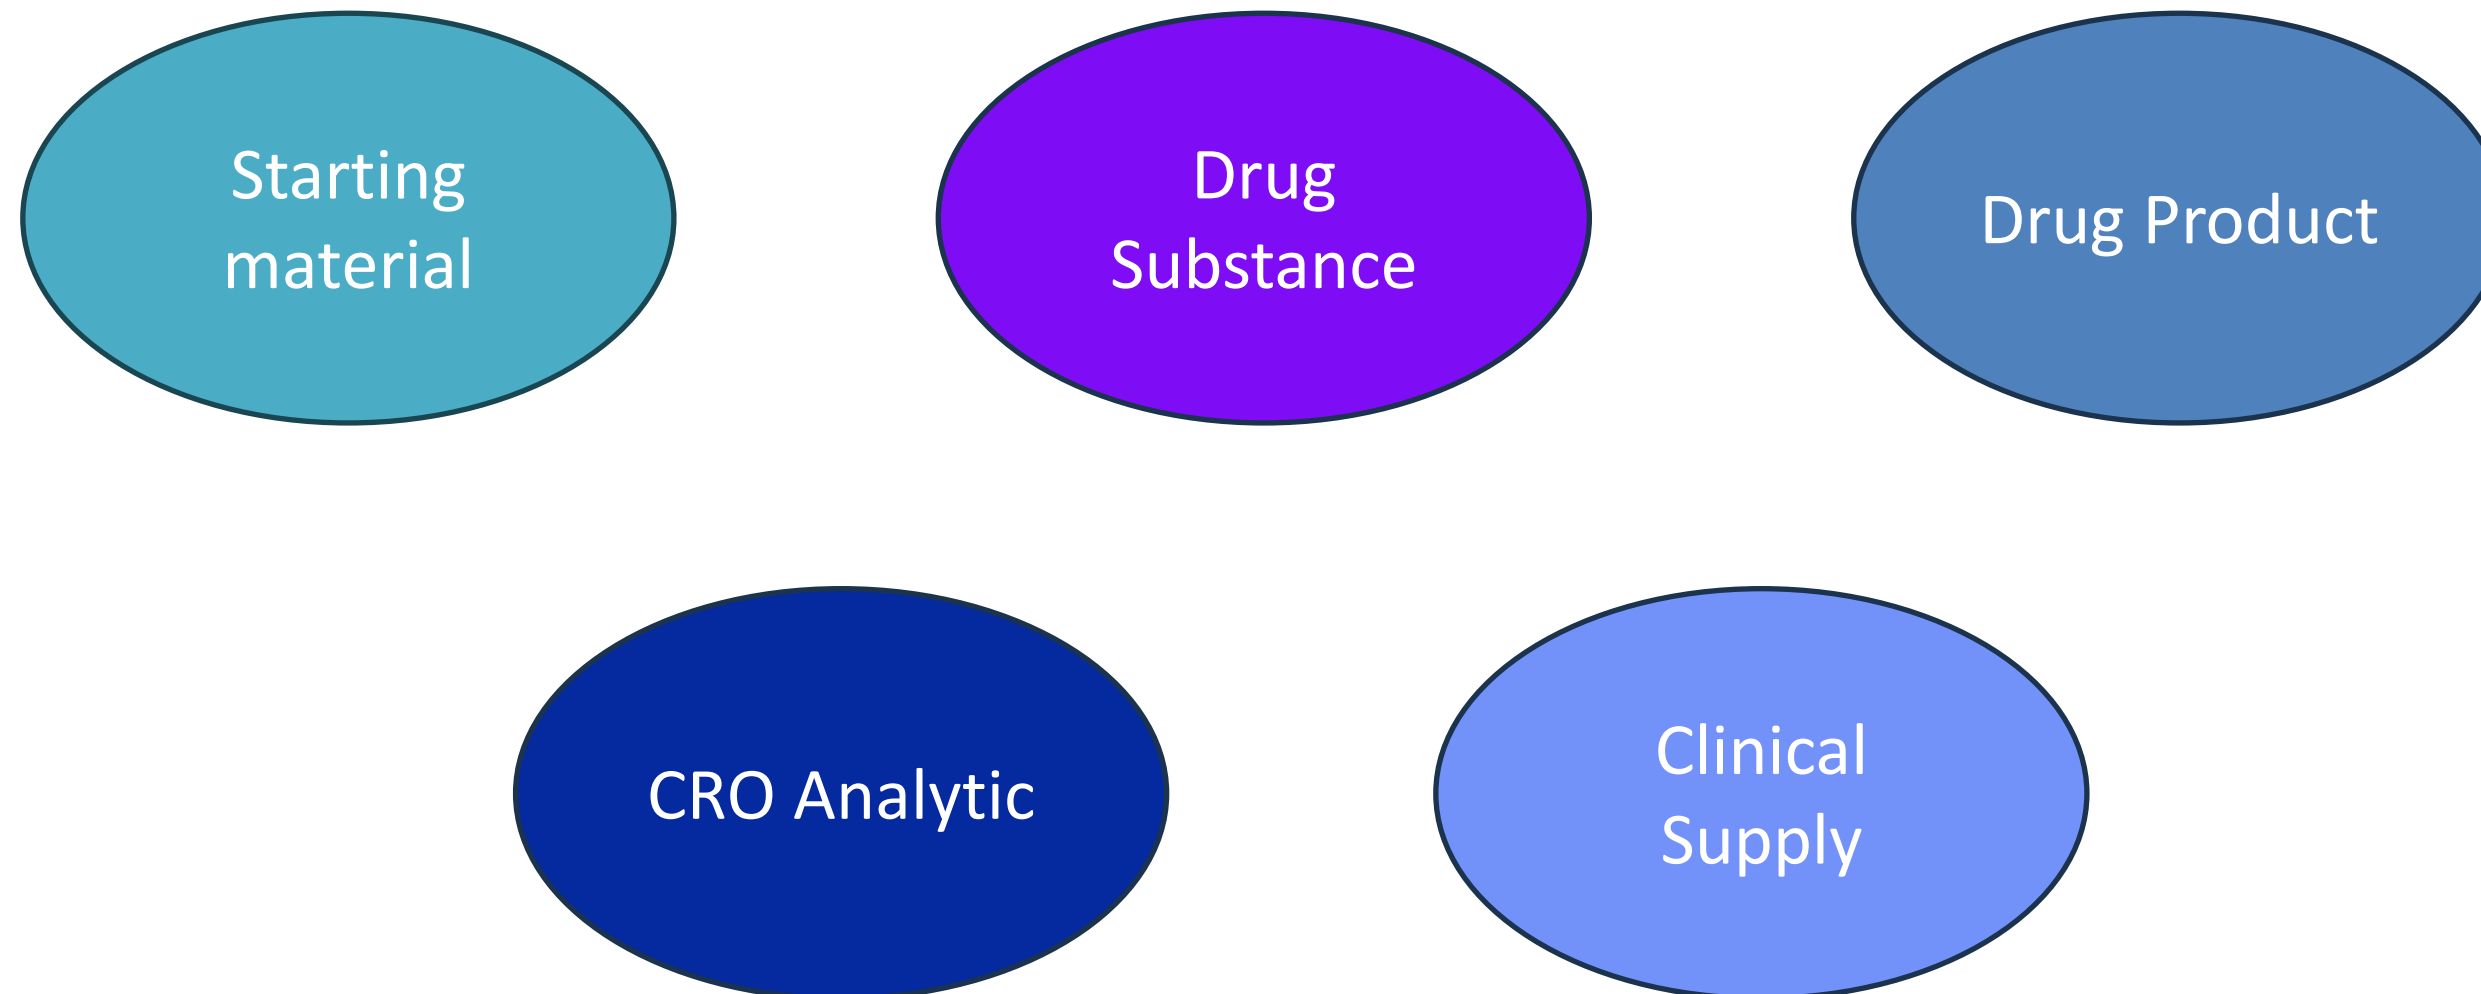 Starting
material
Drug
Substance
Drug Product
CRO Analytic
Clinical
Supply